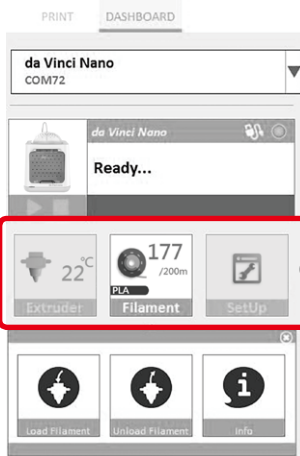 PRINT DASHBOARD
da Vinci Nano
COM72
da Vinci Nano
Ready...
22℃
Extruder
177
/200m
PLA
Filament
SetUp
Load Filament
Unload Filament
i
Info